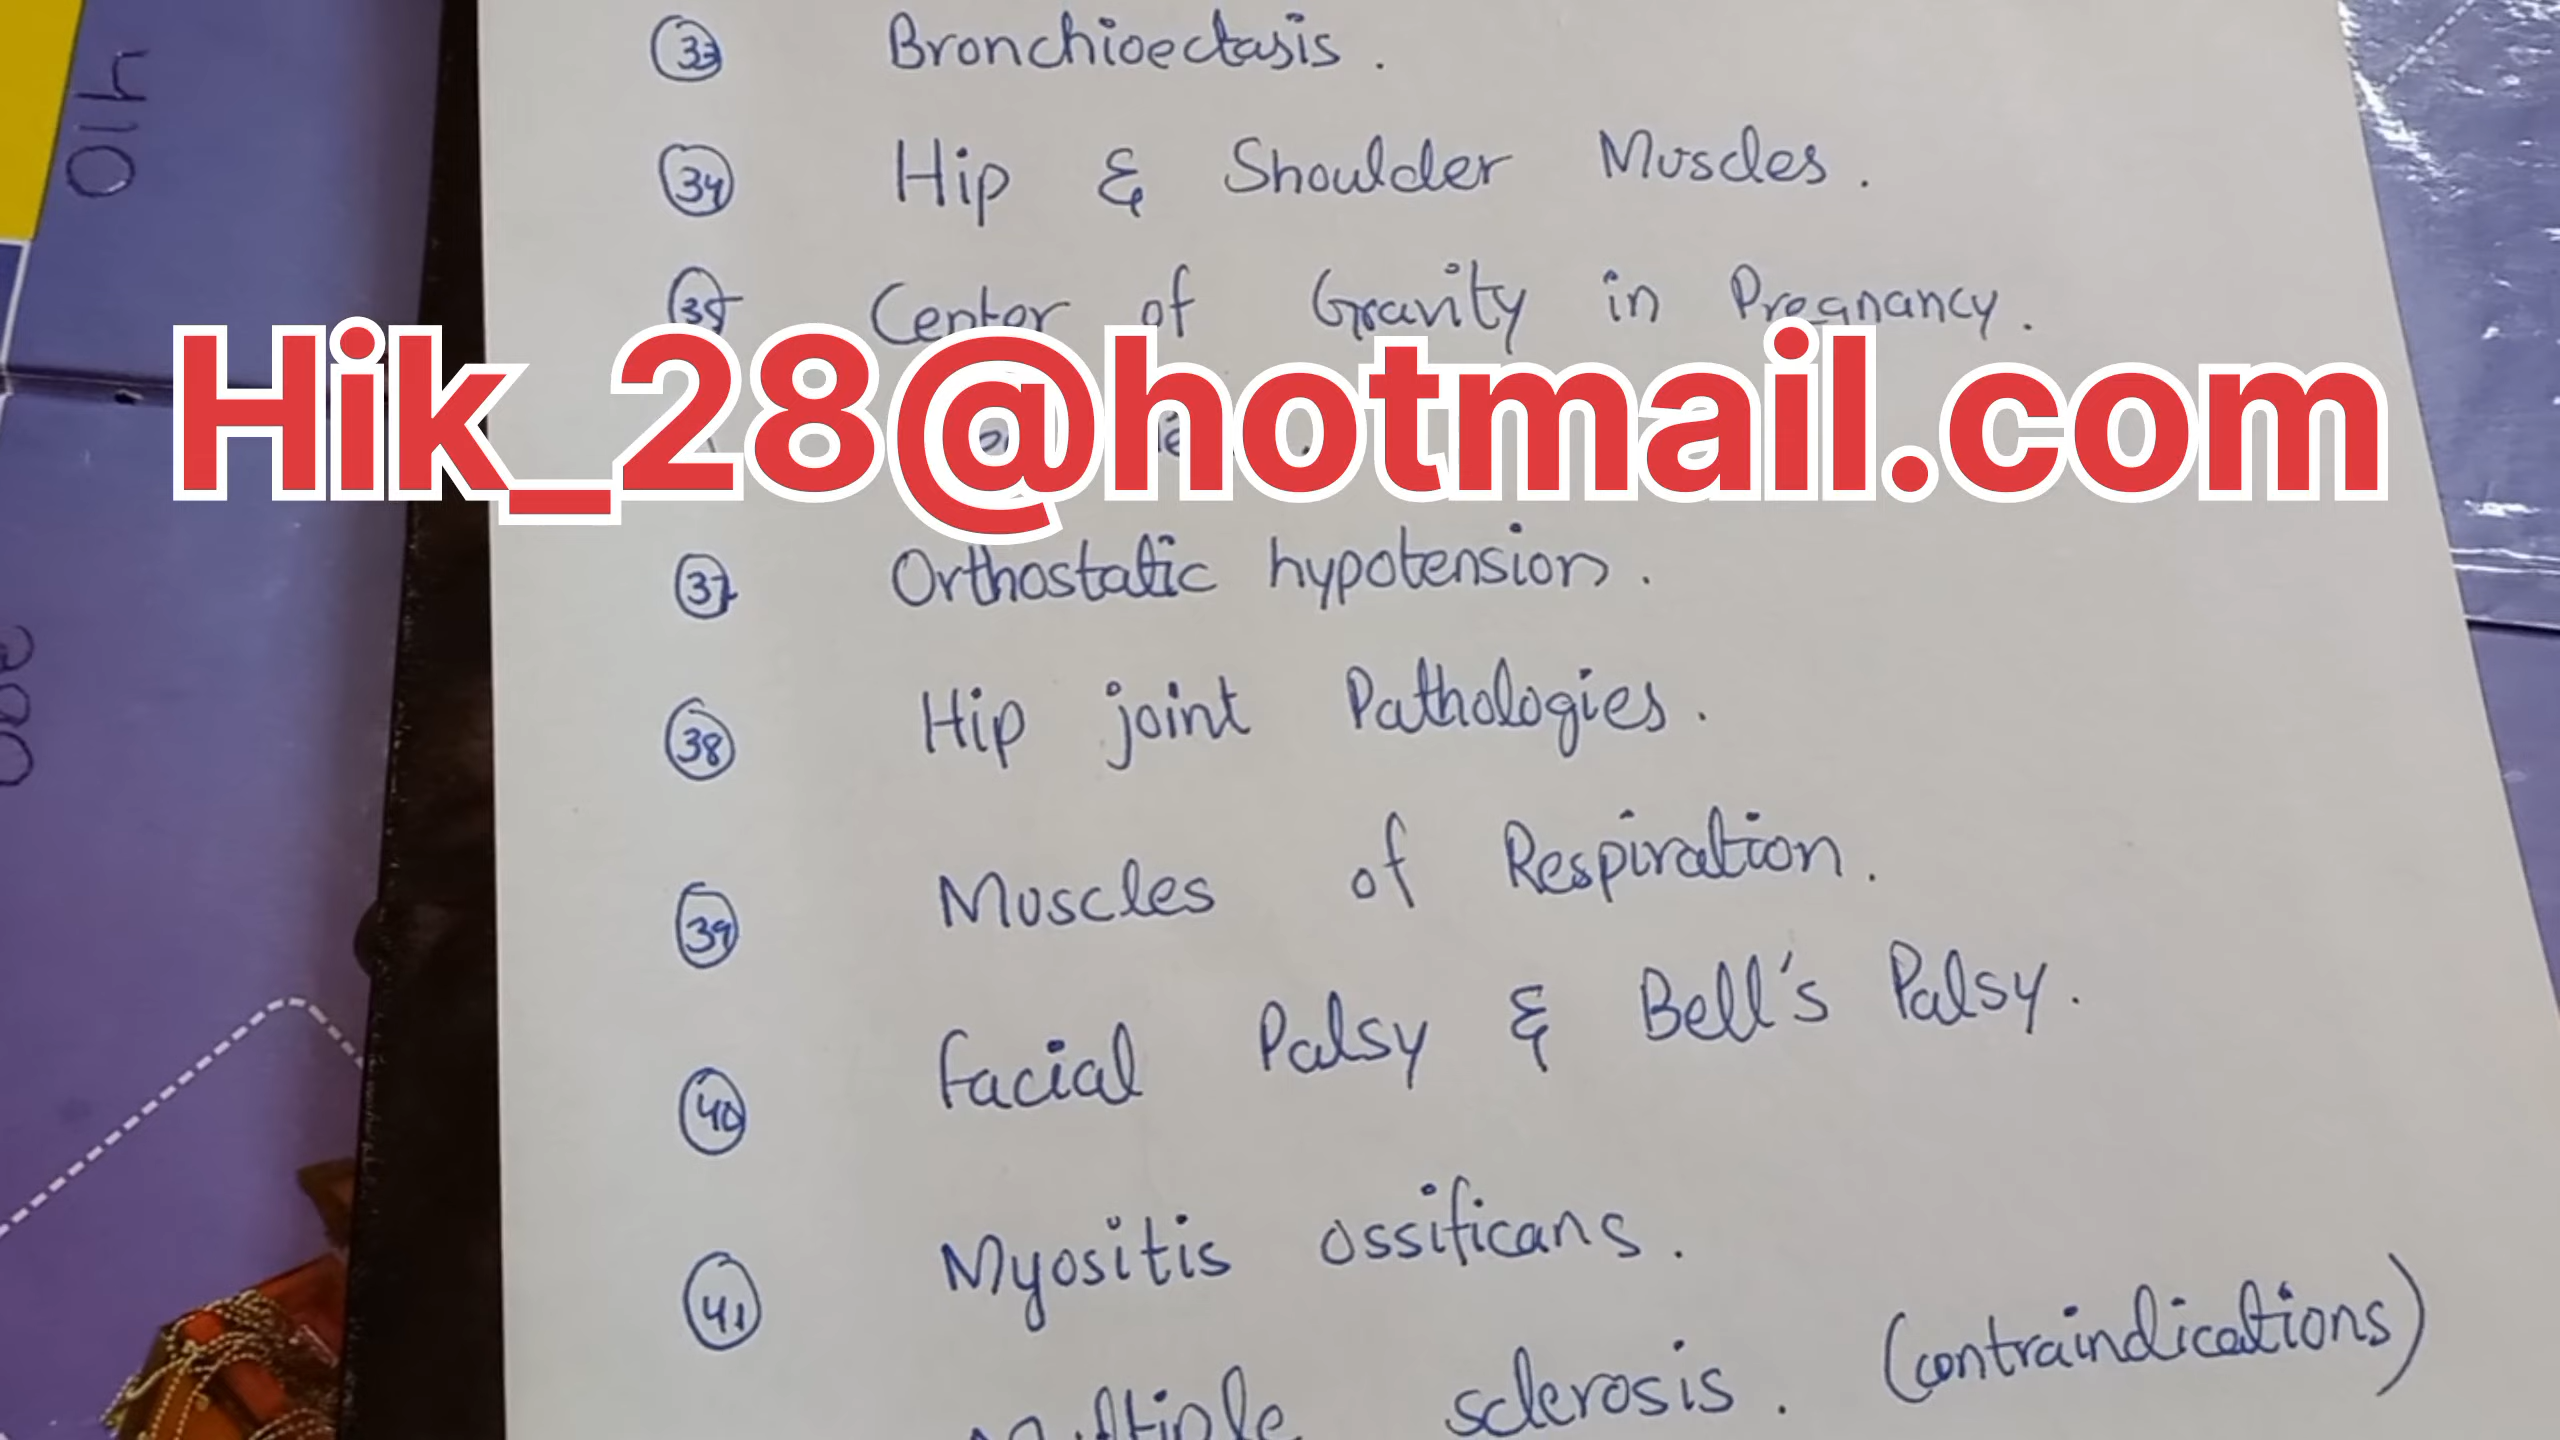 33 Bronchioectasis.
34 Hip & Shoulder Muscles.
35 Center of Gravity in Pregnancy.
Hik_28@hotmail.com
37 Orthostatic hypotension.
38 Hip joint Pathologies.
39 Muscles of Respiration.
40 Facial Palsy & Bell's Palsy.
41 Myositis ossificans.
Multiple sclerosis. (contraindications)